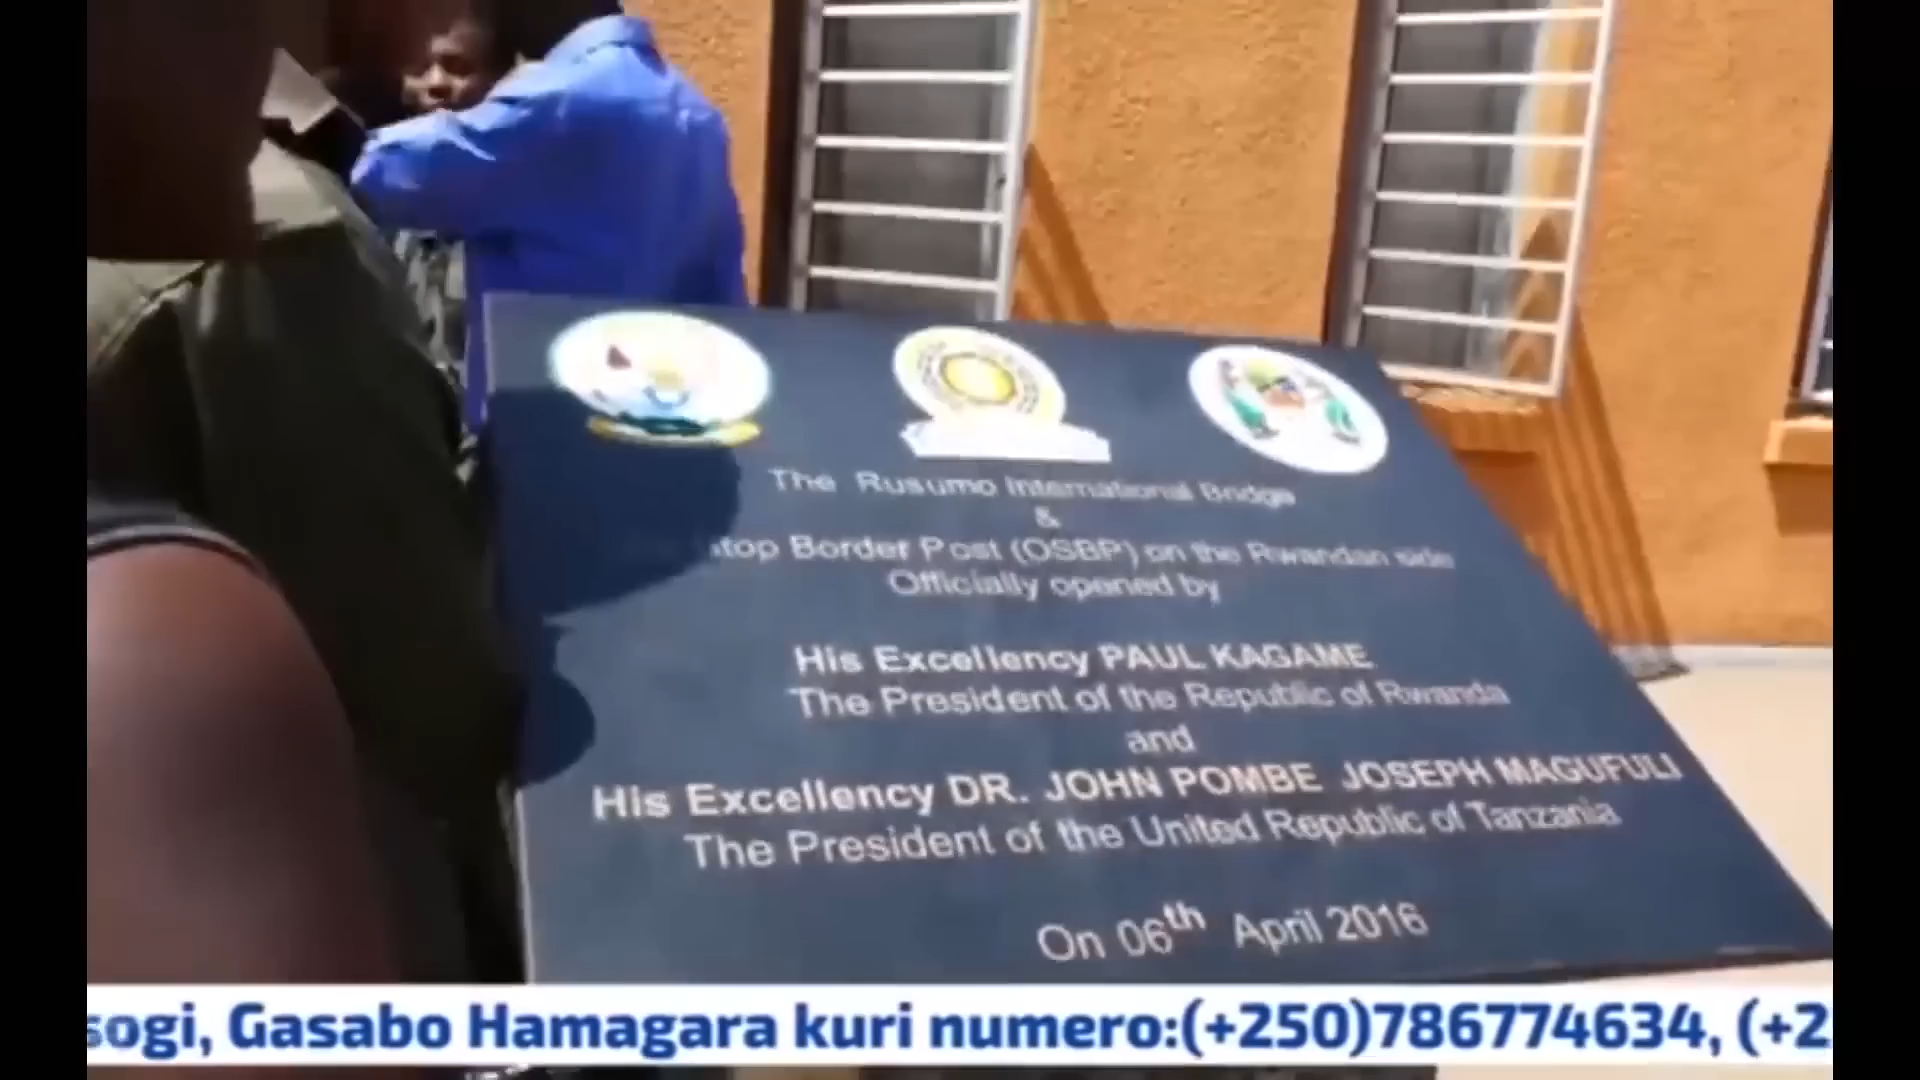 The Rusumo International Bridge
&
stop Border Post (OSBP) on the Rwandan side
Officially opened by
His Excellency PAUL KAGAME
The President of the Republic of Rwanda
and
His Excellency DR. JOHN POMBE JOSEPH MAGUFULI
The President of the United Republic of Tanzania
On 06th April 2016
sogi, Gasabo Hamagara kuri numero:(+250)786774634, (+2